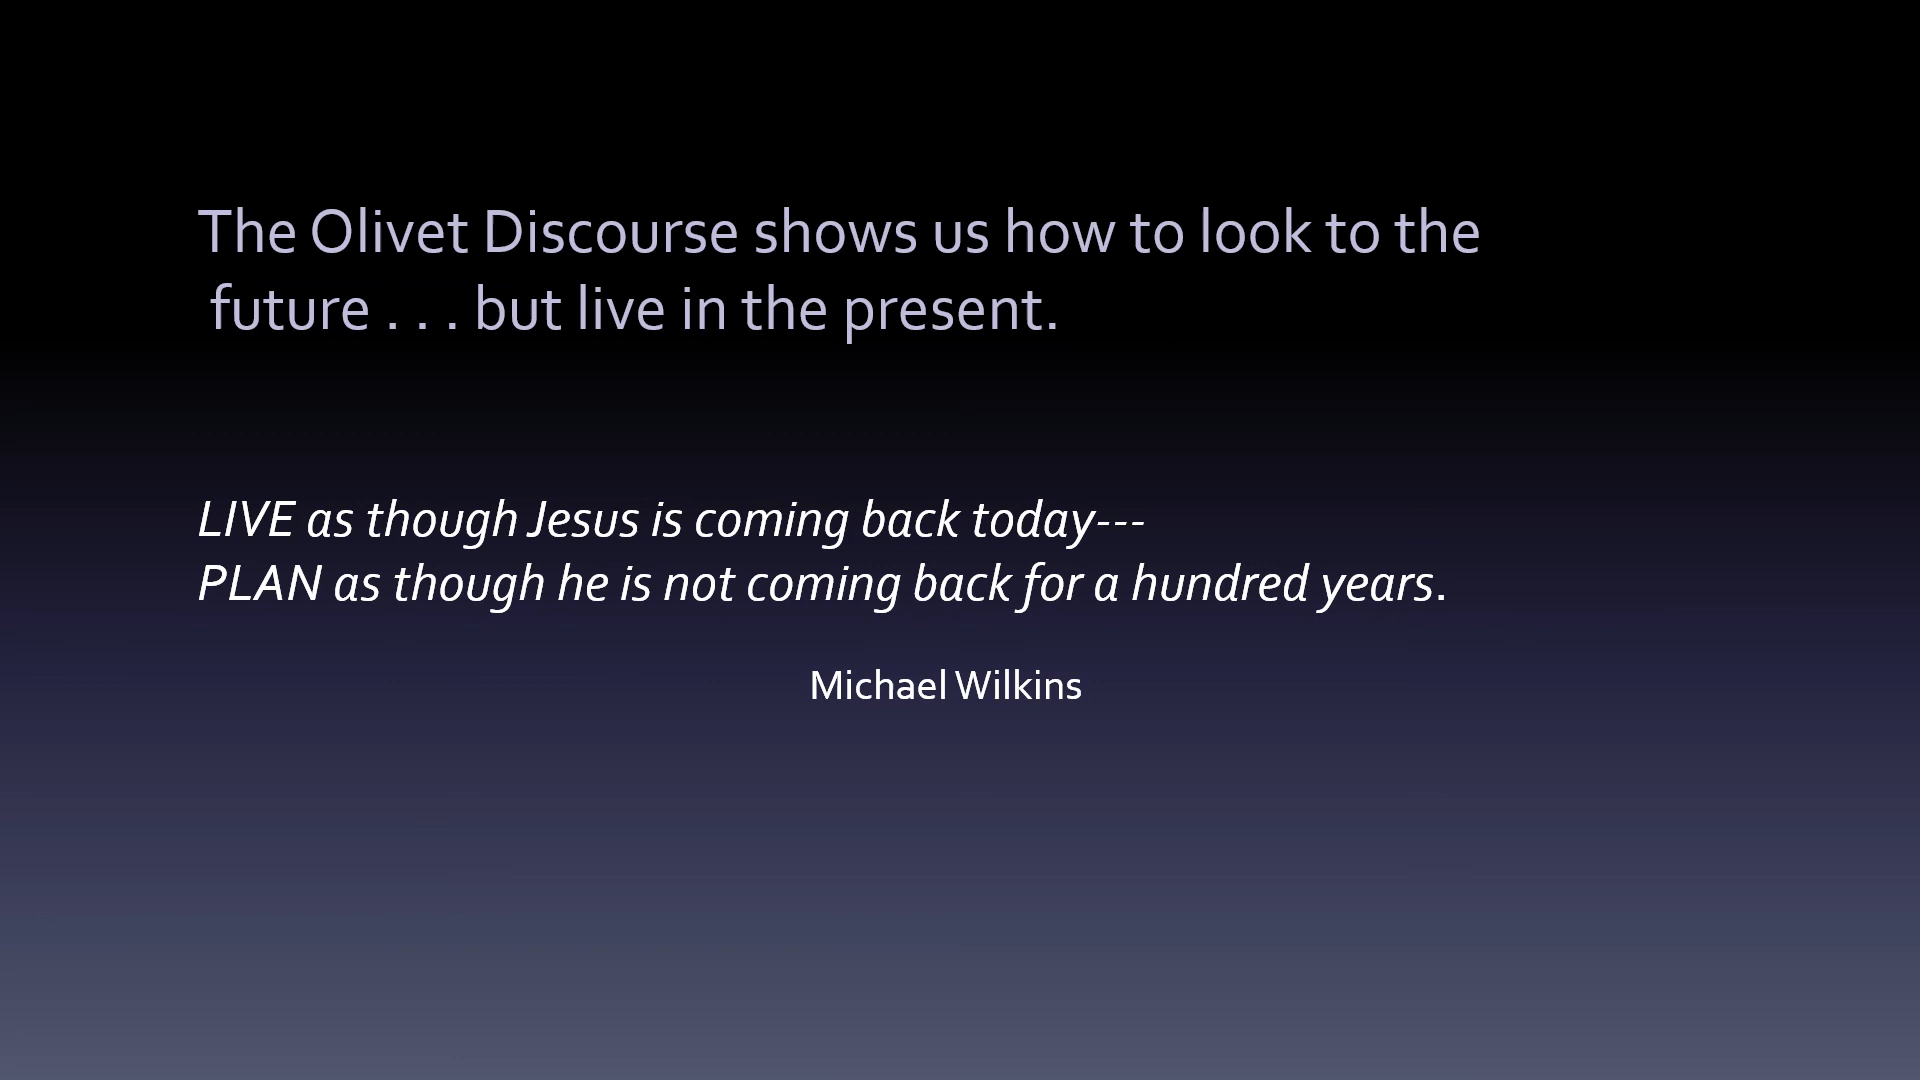 The Olivet Discourse shows us how to look to the
future . . . but live in the present.
LIVE as though Jesus is coming back today---
PLAN as though he is not coming back for a hundred years.
Michael Wilkins